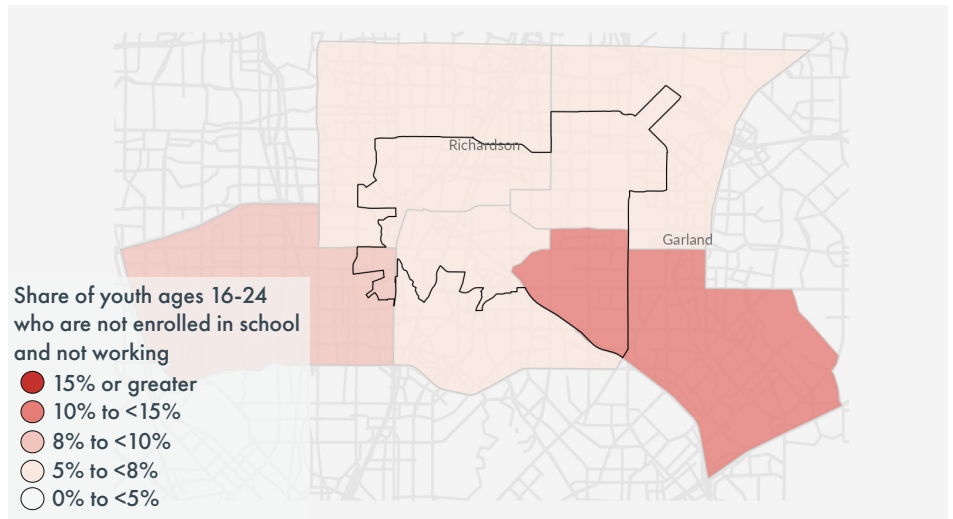 Richardson
Garland
Share of youth ages 16-24
who are not enrolled in school
and not working
15% or greater
10% to <15%
8% to <10%
5% to <8%
0% to <5%